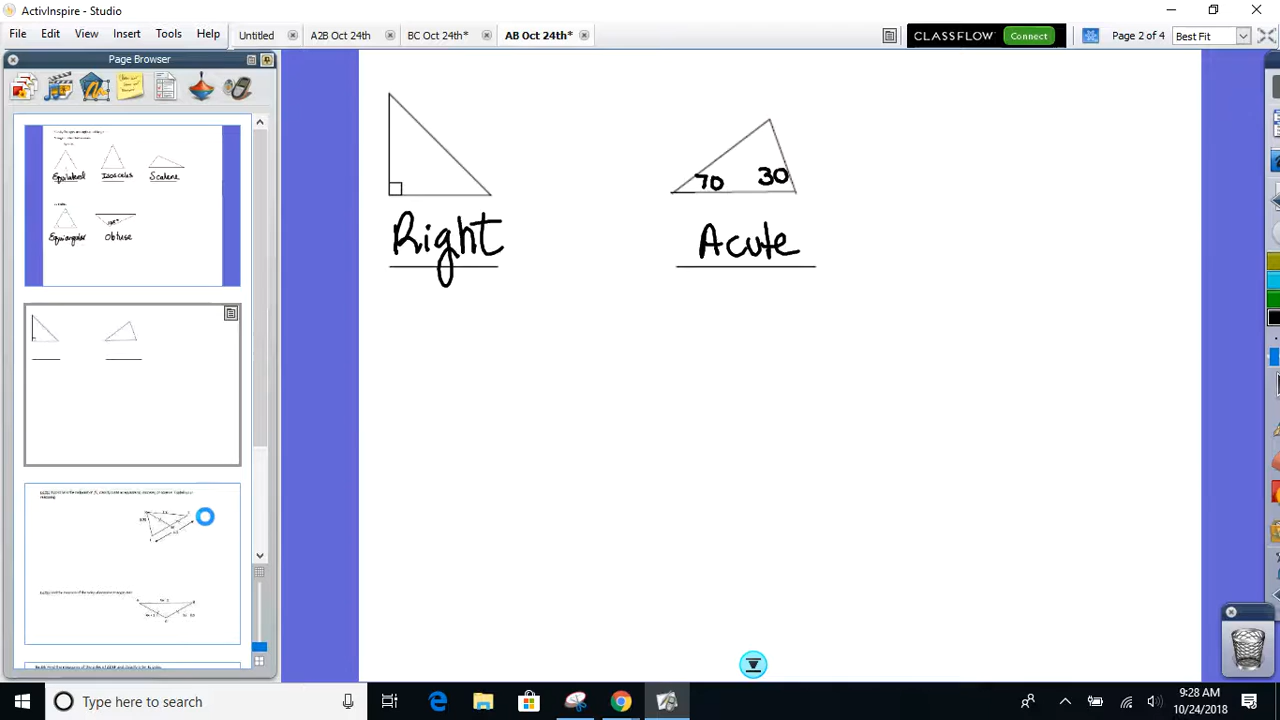 ActivInspire - Studio
File Edit View Insert Tools Help
Untitled A2B Oct 24th BC Oct 24th* AB Oct 24th*
CLASSFLOW Connect
Page 2 of 4 Best Fit
Page Browser
Equilateral Isosceles Scalene
Equiangular Obtuse
70 30
Right Acute
Type here to search
9:28 AM
10/24/2018